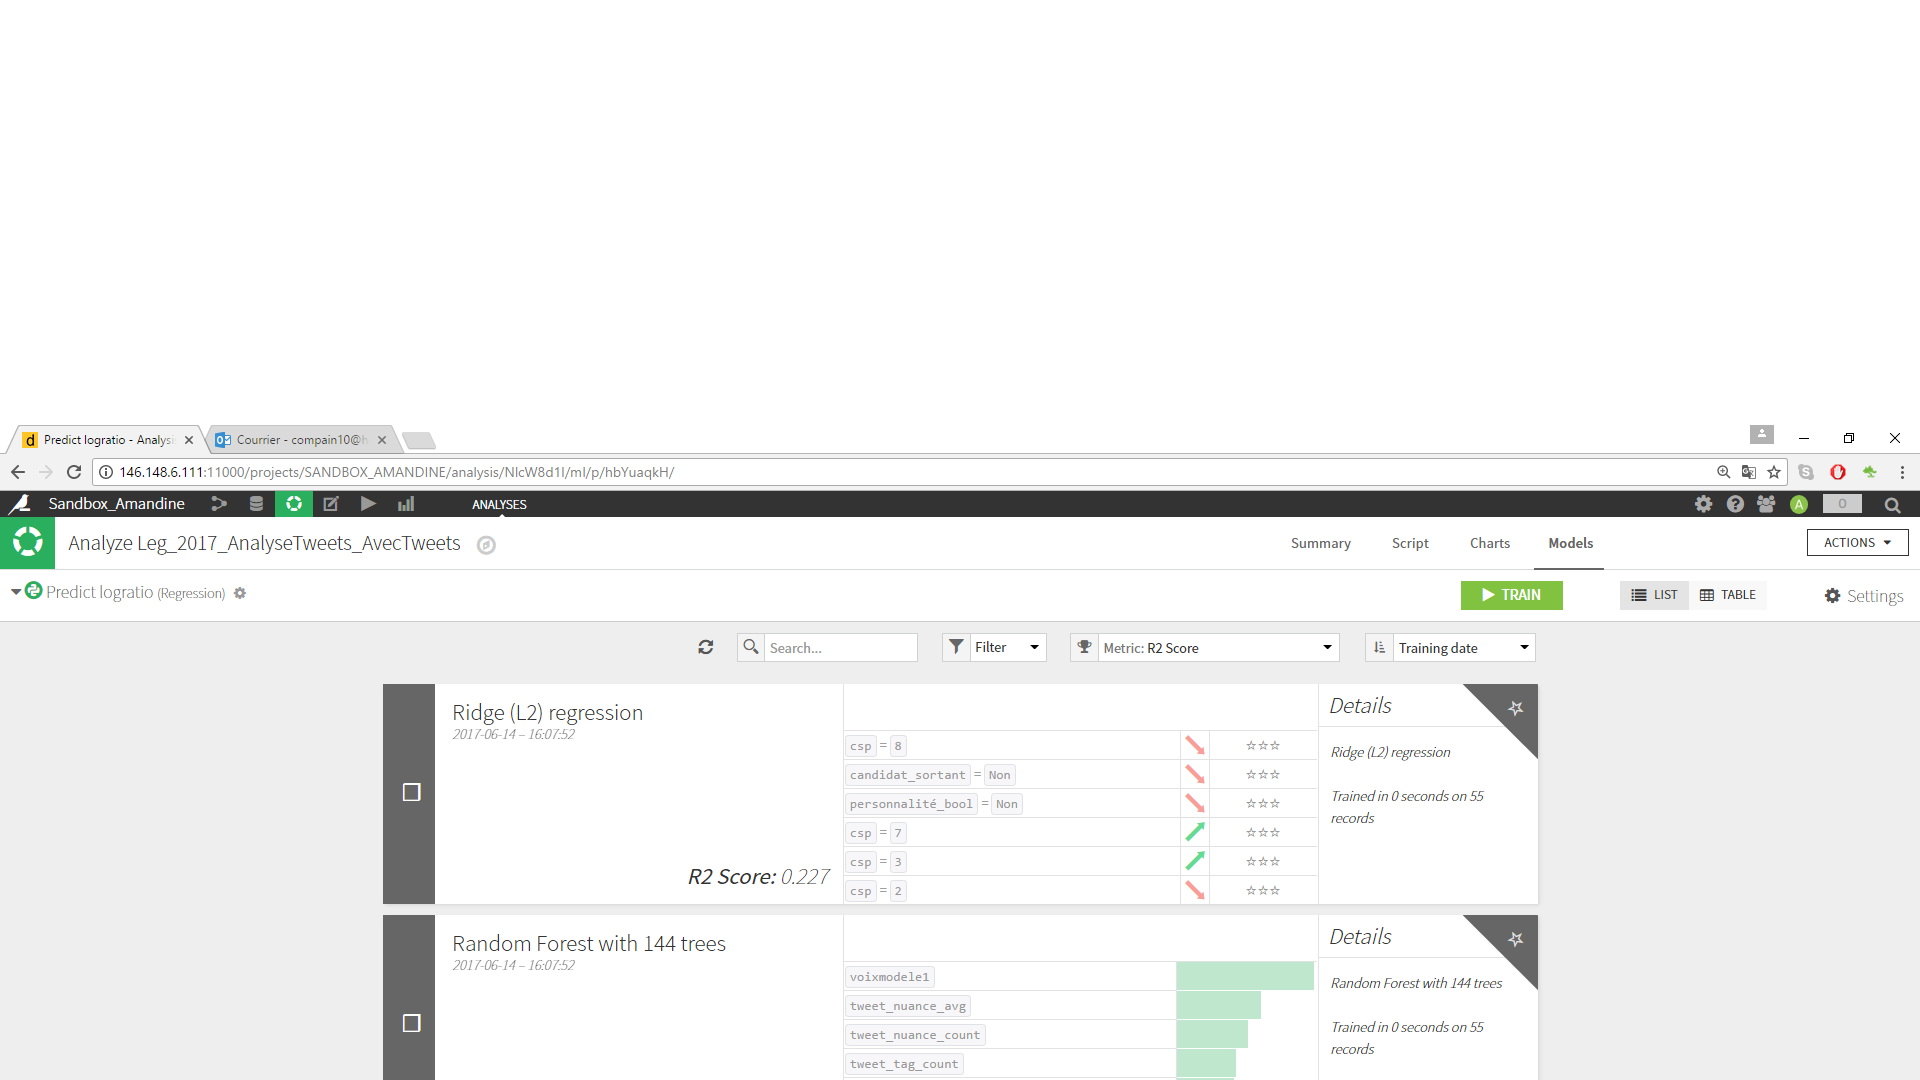 d Predict logratio - Analysi
Courrier - compain10@h
146.148.6.111:11000/projects/SANDBOX_AMANDINE/analysis/NIcW8d1I/ml/p/hbYuaqkH/
Sandbox_Amandine
ANALYSES
A
0
Analyze Leg_2017_AnalyseTweets_AvecTweets
Summary
Script
Charts
Models
ACTIONS
Predict logratio (Regression)
TRAIN
LIST
TABLE
Settings
Search...
Filter
Metric: R2 Score
Training date
Ridge (L2) regression
2017-06-14 – 16:07:52
R2 Score: 0.227
csp = 8
candidat_sortant = Non
personnalité_bool = Non
csp = 7
csp = 3
csp = 2
Details
Ridge (L2) regression
Trained in 0 seconds on 55
records
Random Forest with 144 trees
2017-06-14 – 16:07:52
voixmodele1
tweet_nuance_avg
tweet_nuance_count
tweet_tag_count
Details
Random Forest with 144 trees
Trained in 0 seconds on 55
records